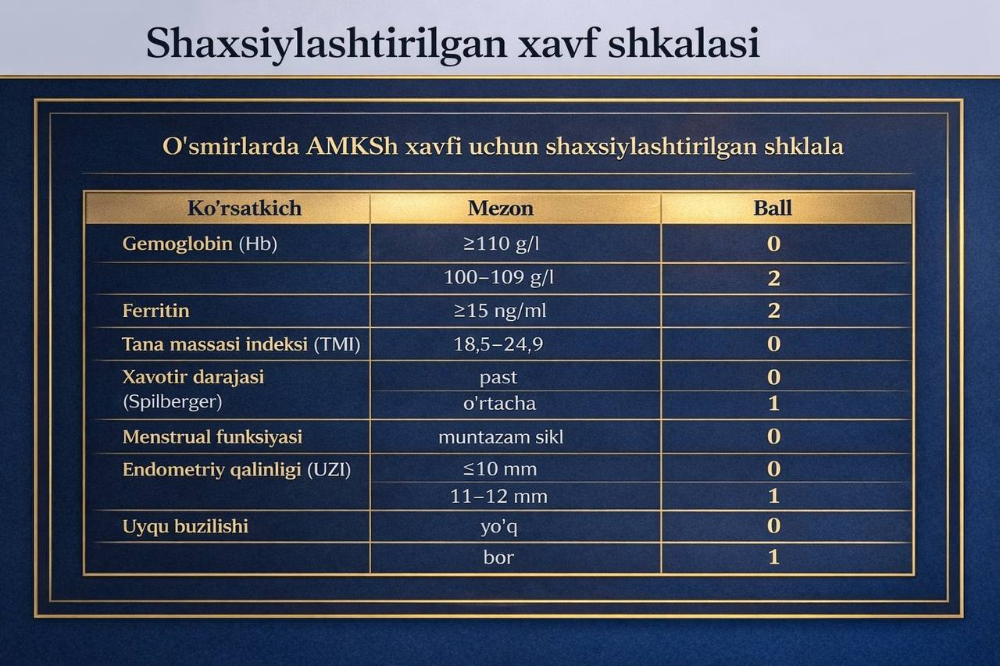 Shaxsiylashtirilgan xavf shkalasi
O'smirlarda AMKSh xavfi uchun shaxsiylashtirilgan shklala
Ko’rsatkich Mezon Ball
Gemoglobin (Hb) ≥110 g/l 0
100–109 g/l 2
Ferritin ≥15 ng/ml 2
Tana massasi indeksi (TMI) 18,5–24,9 0
Xavotir darajasi past 0
(Spilberger) o’rtacha 1
Menstrual funksiyasi muntazam sikl 0
Endometriy qalinligi (UZI) ≤10 mm 0
11–12 mm 1
Uyqu buzilishi yo’q 0
bor 1